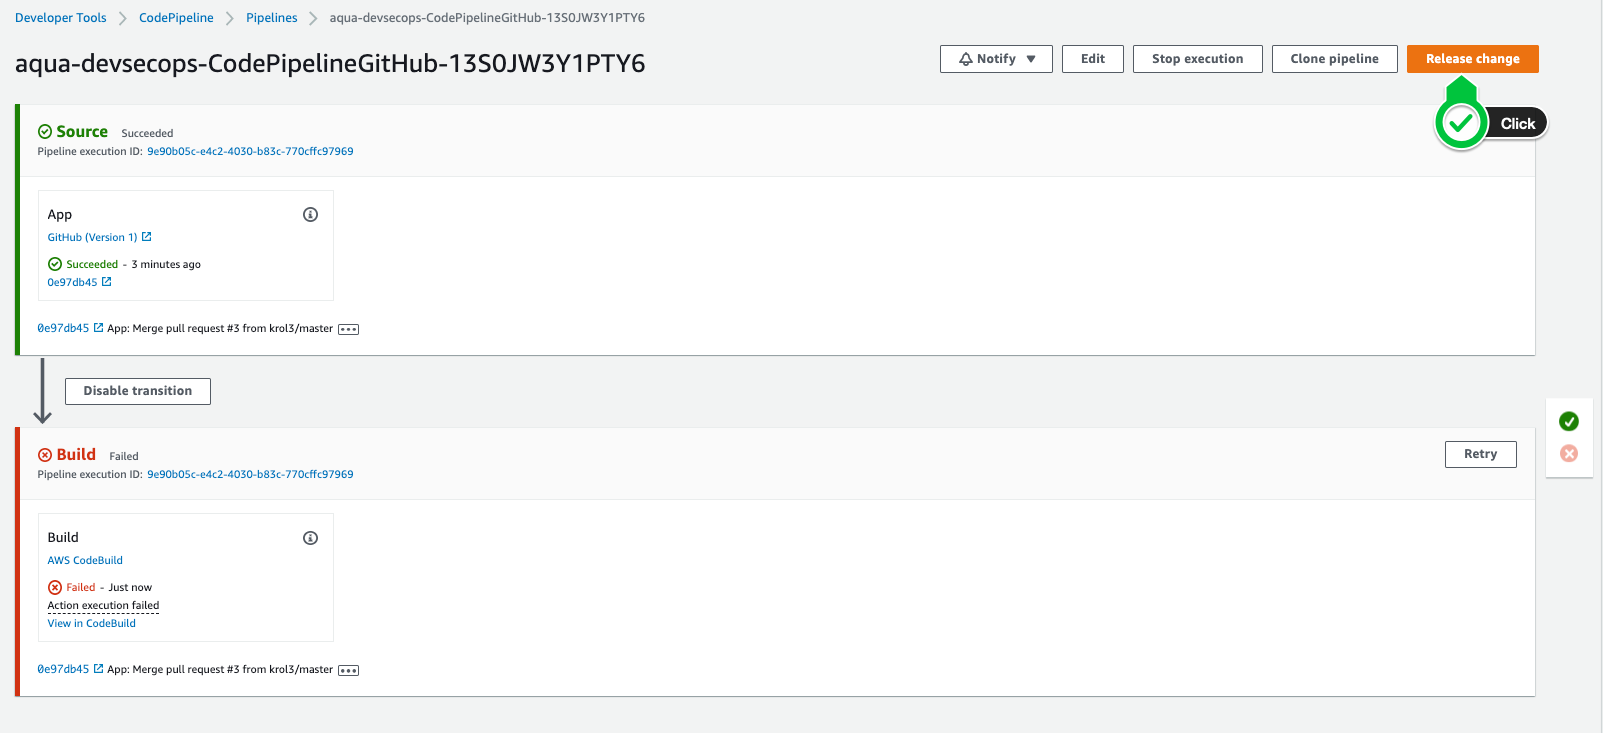 Developer Tools > CodePipeline > Pipelines > aqua-devsecops-CodePipelineGitHub-13S0JW3Y1PTY6
aqua-devsecops-CodePipelineGitHub-13S0JW3Y1PTY6
Notify ▼ Edit Stop execution Clone pipeline Release change
Click
Source Succeeded
Pipeline execution ID: 9e90b05c-e4c2-4030-b83c-770cffc97969
App
GitHub (Version 1)
Succeeded - 3 minutes ago
0e97db45
0e97db45 App: Merge pull request #3 from krol3/master
Disable transition
Build Failed
Retry
Pipeline execution ID: 9e90b05c-e4c2-4030-b83c-770cffc97969
Build
AWS CodeBuild
Failed - Just now
Action execution failed
View in CodeBuild
0e97db45 App: Merge pull request #3 from krol3/master